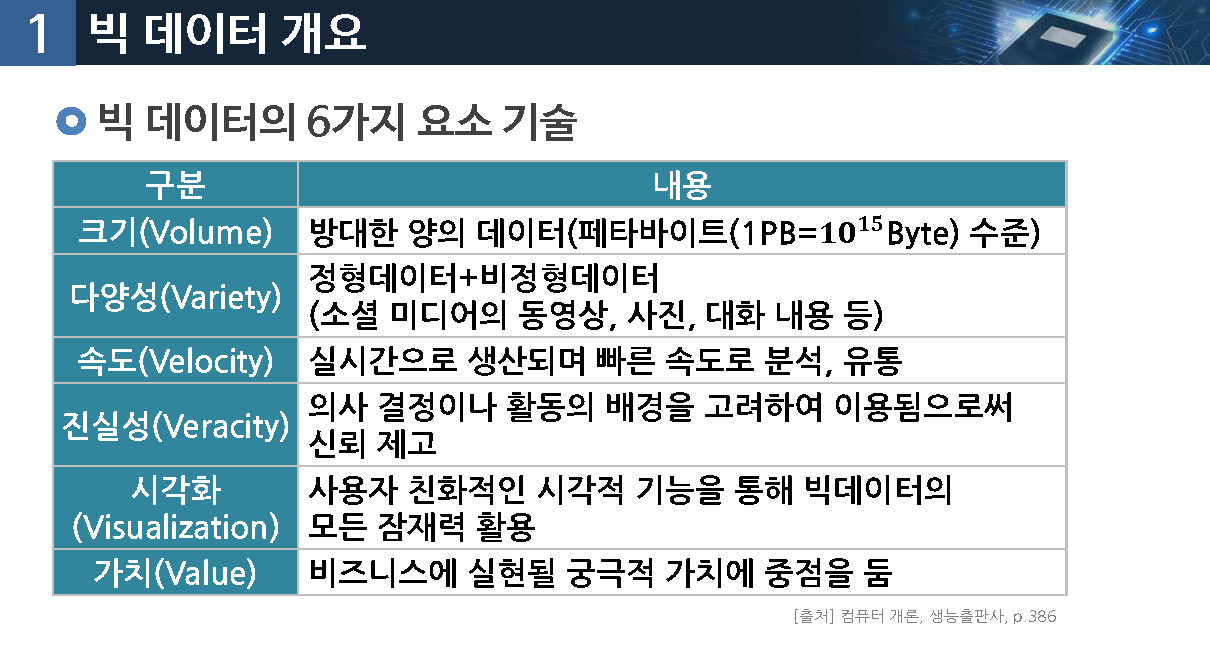 1 빅 데이터 개요
빅 데이터의 6가지 요소 기술
구분 내용
크기(Volume) 방대한 양의 데이터(페타바이트(1PB=10¹⁵Byte) 수준)
다양성(Variety) 정형데이터+비정형데이터
(소셜 미디어의 동영상, 사진, 대화 내용 등)
속도(Velocity) 실시간으로 생산되며 빠른 속도로 분석, 유통
진실성(Veracity) 의사 결정이나 활동의 배경을 고려하여 이용됨으로써
신뢰 제고
시각화
(Visualization)
사용자 친화적인 시각적 기능을 통해 빅데이터의
모든 잠재력 활용
가치(Value) 비즈니스에 실현될 궁극적 가치에 중점을 둠
[출처] 컴퓨터 개론, 생능출판사, p.386